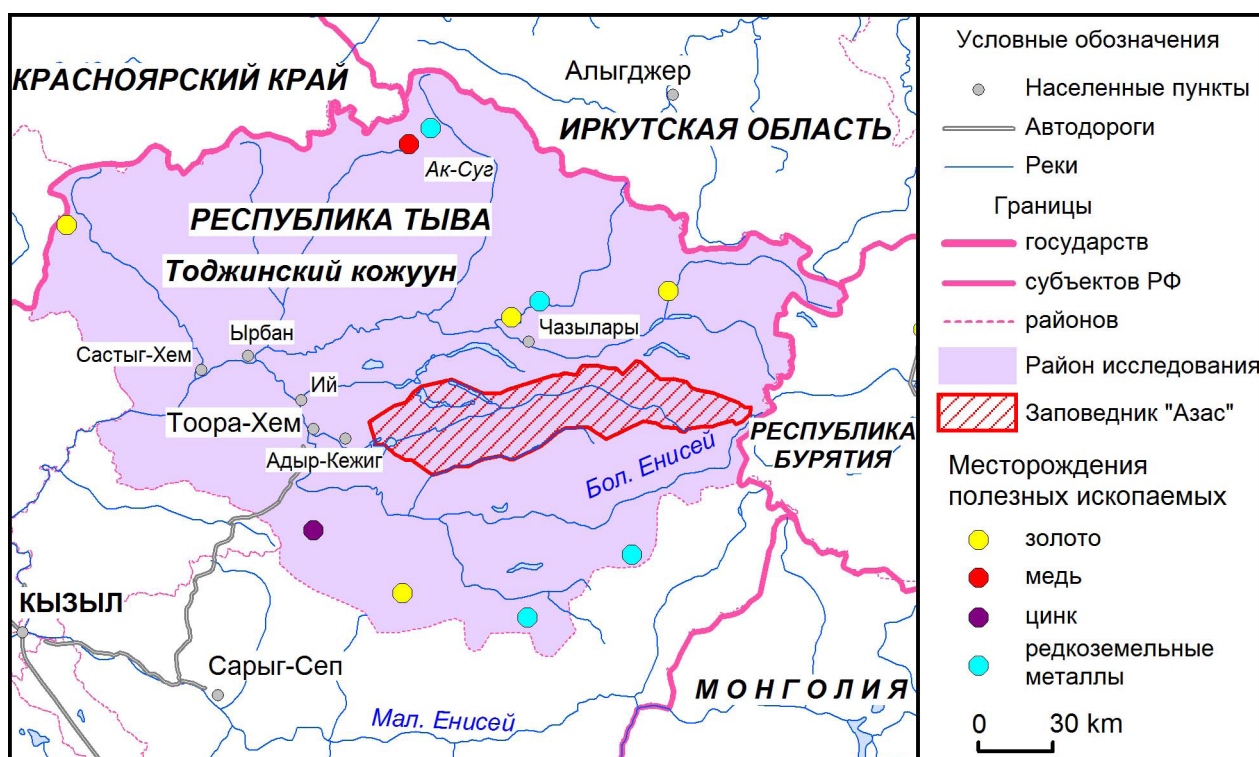 КРАСНОЯРСКИЙ КРАЙ
Алыгджер
ИРКУТСКАЯ ОБЛАСТЬ
Ак-Суг
РЕСПУБЛИКА ТЫВА
Тоджинский кожуун
Чазылары
Ырбан
Састыг-Хем
Ий
Тоора-Хем
Адыр-Кежиг
РЕСПУБЛИКА
БУРЯТИЯ
Бол. Енисей
КЫЗЫЛ
Сарыг-Сеп
МОНГОЛИЯ
Мал. Енисей
Условные обозначения
Населенные пункты
Автодороги
Реки
Границы
государств
субъектов РФ
районов
Район исследования
Заповедник "Азас"
Месторождения
полезных ископаемых
золото
медь
цинк
редкоземельные
металлы
0 30 km